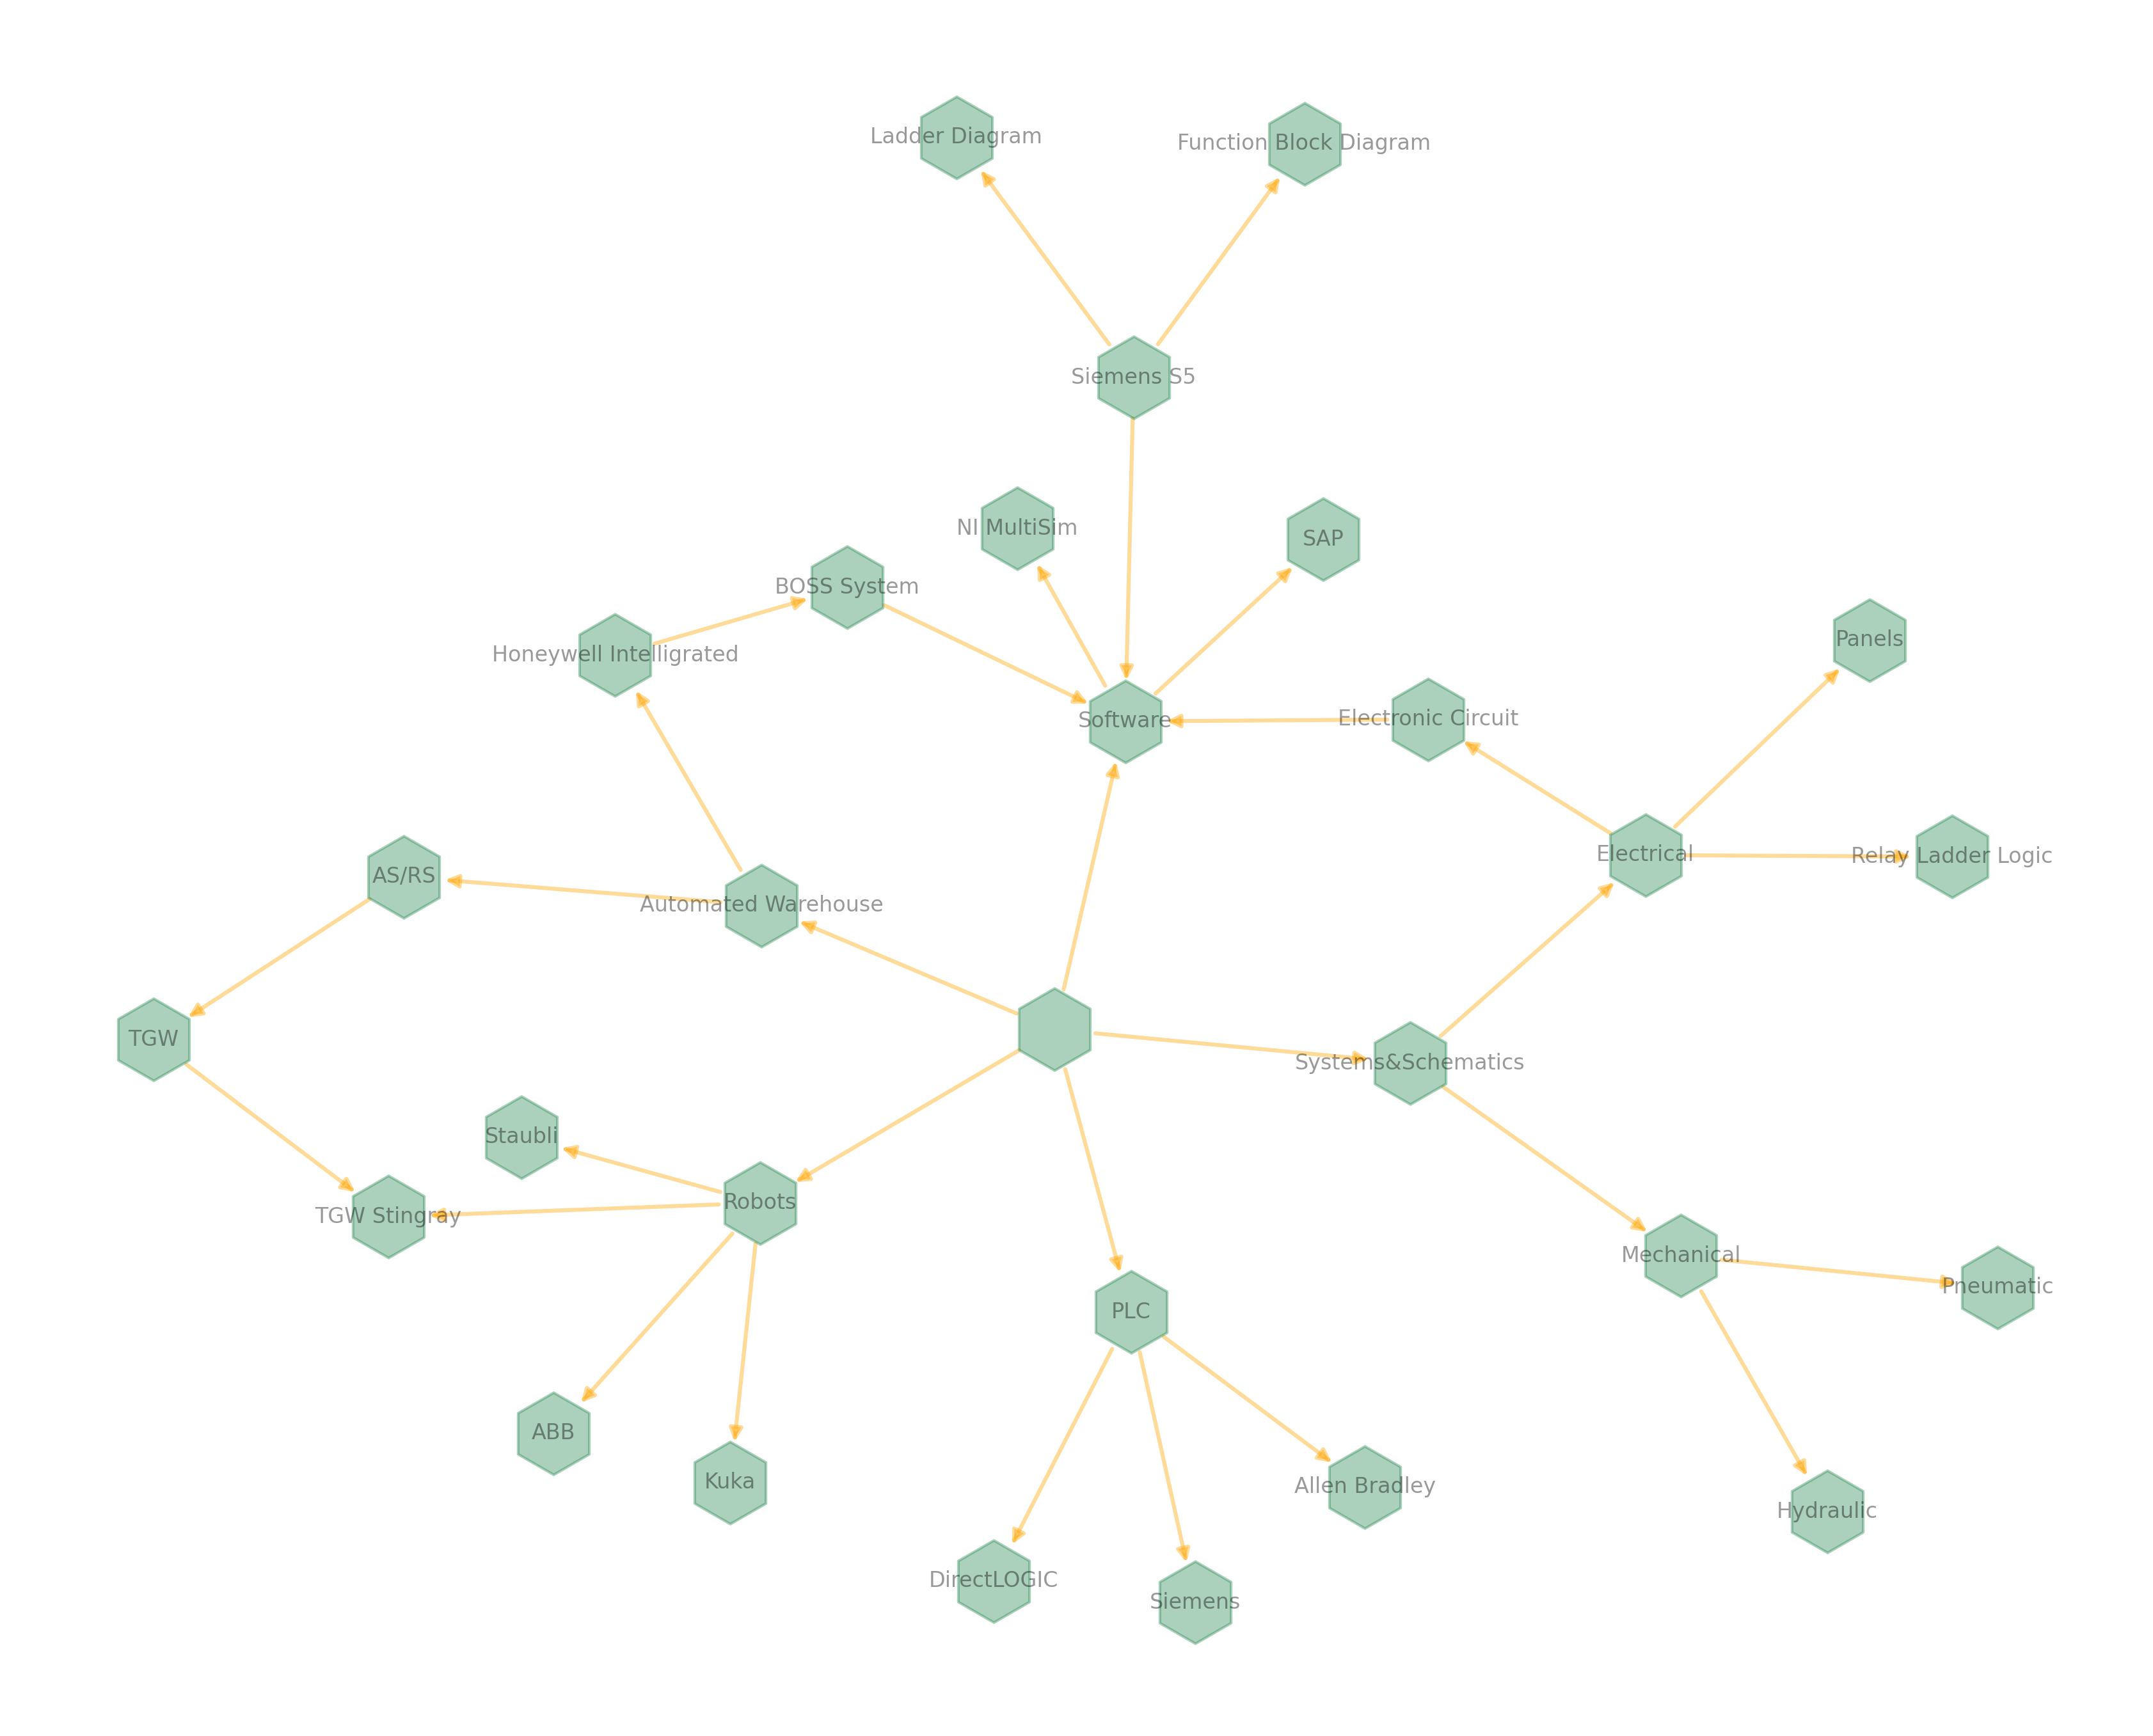 Ladder Diagram
Function Block Diagram
Siemens S5
NI MultiSim
SAP
BOSS System
Honeywell Intelligrated
Panels
Software
Electronic Circuit
Electrical
Relay Ladder Logic
AS/RS
Automated Warehouse
TGW
Systems&Schematics
Staubli
Robots
TGW Stingray
Mechanical
Pneumatic
PLC
ABB
Kuka
Allen Bradley
Hydraulic
DirectLOGIC
Siemens